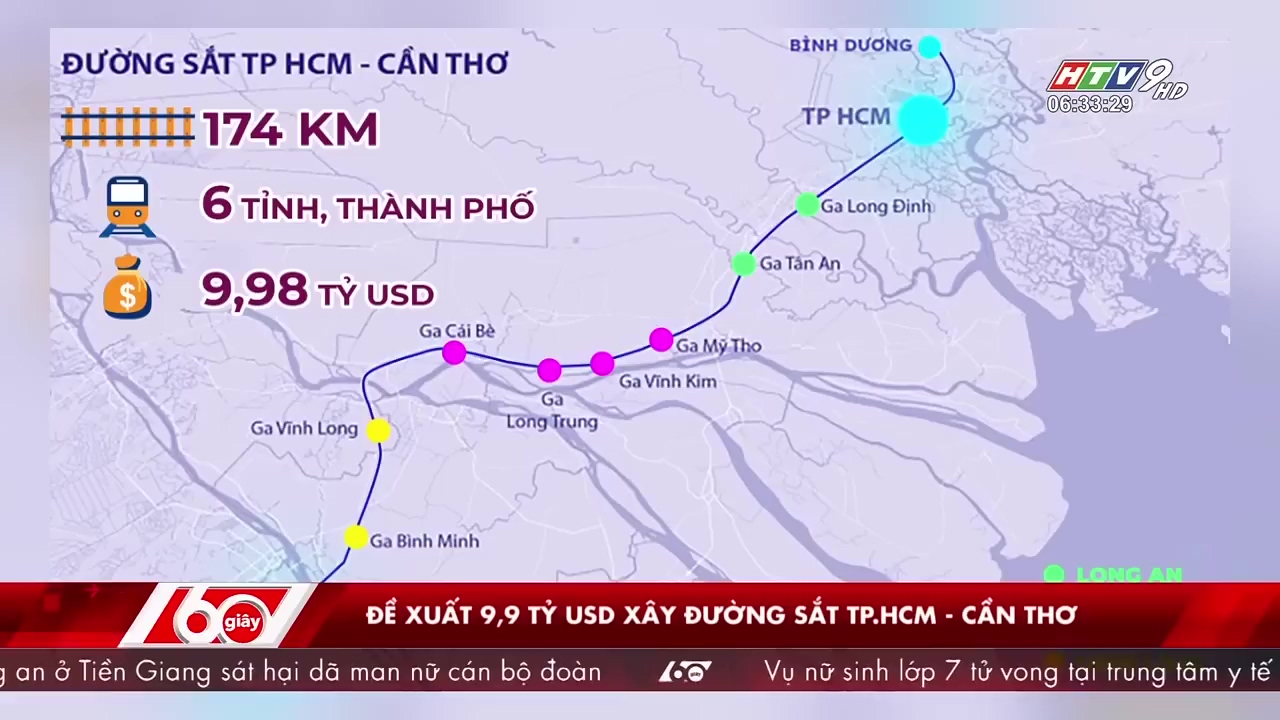 ĐƯỜNG SẮT TP HCM - CẦN THƠ
174 KM
6 TỈNH, THÀNH PHỐ
$
9,98 TỶ USD
BÌNH DƯƠNG
HTV9 HD
06:33:29
TP HCM
Ga Long Định
Ga Tân An
Ga Cái Bè
Ga Mỹ Tho
Ga Vĩnh Kim
Ga
Long Trung
Ga Vĩnh Long
Ga Bình Minh
LONG AN
60 giây
ĐỀ XUẤT 9,9 TỶ USD XÂY ĐƯỜNG SẮT TP.HCM - CẦN THƠ
g an ở Tiền Giang sát hại dã man nữ cán bộ đoàn
60 giây
Vụ nữ sinh lớp 7 tử vong tại trung tâm y tế